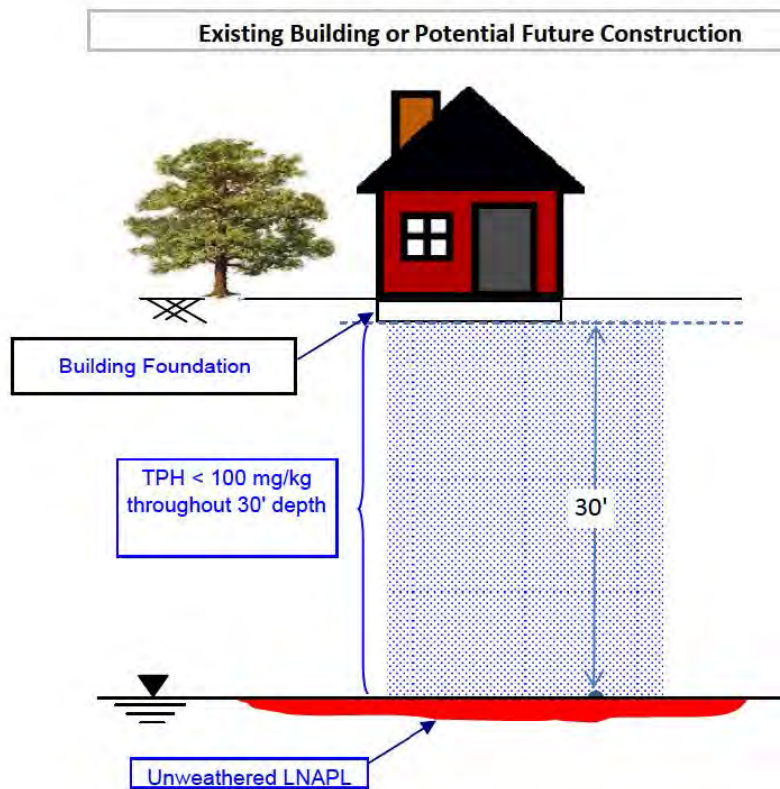 Existing Building or Potential Future Construction
Building Foundation
TPH < 100 mg/kg
throughout 30' depth
30'
Unweathered LNAPL